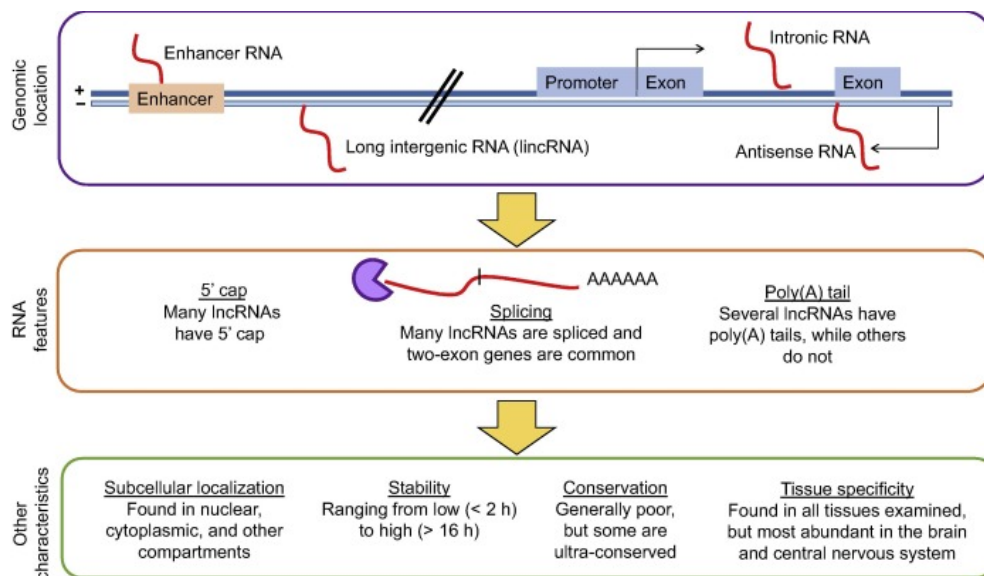 Genomic
location
Enhancer RNA
Intronic RNA
+
−
Enhancer
Promoter
Exon
Exon
Long intergenic RNA (lincRNA)
Antisense RNA
RNA
features
5' cap
Many lncRNAs
have 5' cap
AAAAAA
Splicing
Many lncRNAs are spliced and
two-exon genes are common
Poly(A) tail
Several lncRNAs have
poly(A) tails, while others
do not
Other
characteristics
Subcellular localization
Found in nuclear,
cytoplasmic, and other
compartments
Stability
Ranging from low (< 2 h)
to high (> 16 h)
Conservation
Generally poor,
but some are
ultra-conserved
Tissue specificity
Found in all tissues examined,
but most abundant in the brain
and central nervous system